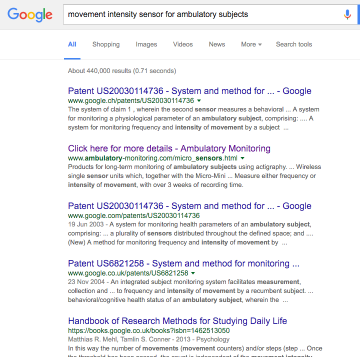 Google movement intensity sensor for ambulatory subjects
All Shopping Images Videos News More Search tools
About 440,000 results (0.71 seconds)
Patent US20030114736 - System and method for ... - Google
www.google.ch/patents/US20030114736
The system of claim 1 , wherein the second sensor measures a behavioral ... A system
for monitoring a physiological parameter of an ambulatory subject, comprising: .... A
system for monitoring frequency and intensity of movement by a subject ...
Click here for more details - Ambulatory Monitoring
www.ambulatory-monitoring.com/micro_sensors.html
Products for long-term monitoring of ambulatory subjects using actigraphy. ... Wireless
single sensor units which, together with the Micro-Mini ... Measure either frequency or
intensity of movement, with over 3 weeks of recording time.
Patent US20030114736 - System and method for ... - Google
www.google.com/patents/US20030114736
19 Jun 2003 - A system for monitoring health parameters of an ambulatory subject,
comprising: ... a plurality of sensors distributed throughout the defined space; and ....
(New) A method for monitoring frequency and intensity of movement by ...
Patent US6821258 - System and method for monitoring ...
www.google.co.uk/patents/US6821258
23 Nov 2004 - An integrated subject monitoring system facilitates measurement,
collection and ... to frequency and intensity of movement by a recumbent subject. ...
behavioral/cognitive health status of an ambulatory subject, wherein the ...
Handbook of Research Methods for Studying Daily Life
https://books.google.co.uk/books?isbn=1462513050
Matthias R. Mehl, Tamlin S. Conner - 2013 - Psychology
In this way the number of movements (movement counters) and/or steps (step ... Once